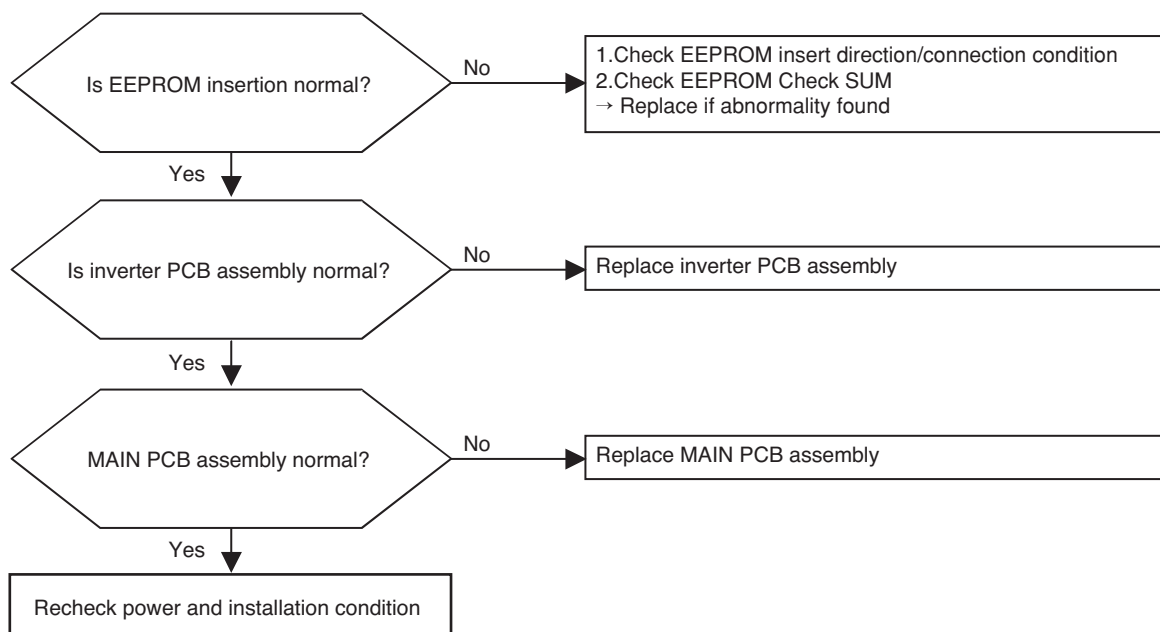 Is EEPROM insertion normal?
No
1.Check EEPROM insert direction/connection condition
2.Check EEPROM Check SUM
→ Replace if abnormality found
Yes
Is inverter PCB assembly normal?
No
Replace inverter PCB assembly
Yes
MAIN PCB assembly normal?
No
Replace MAIN PCB assembly
Yes
Recheck power and installation condition